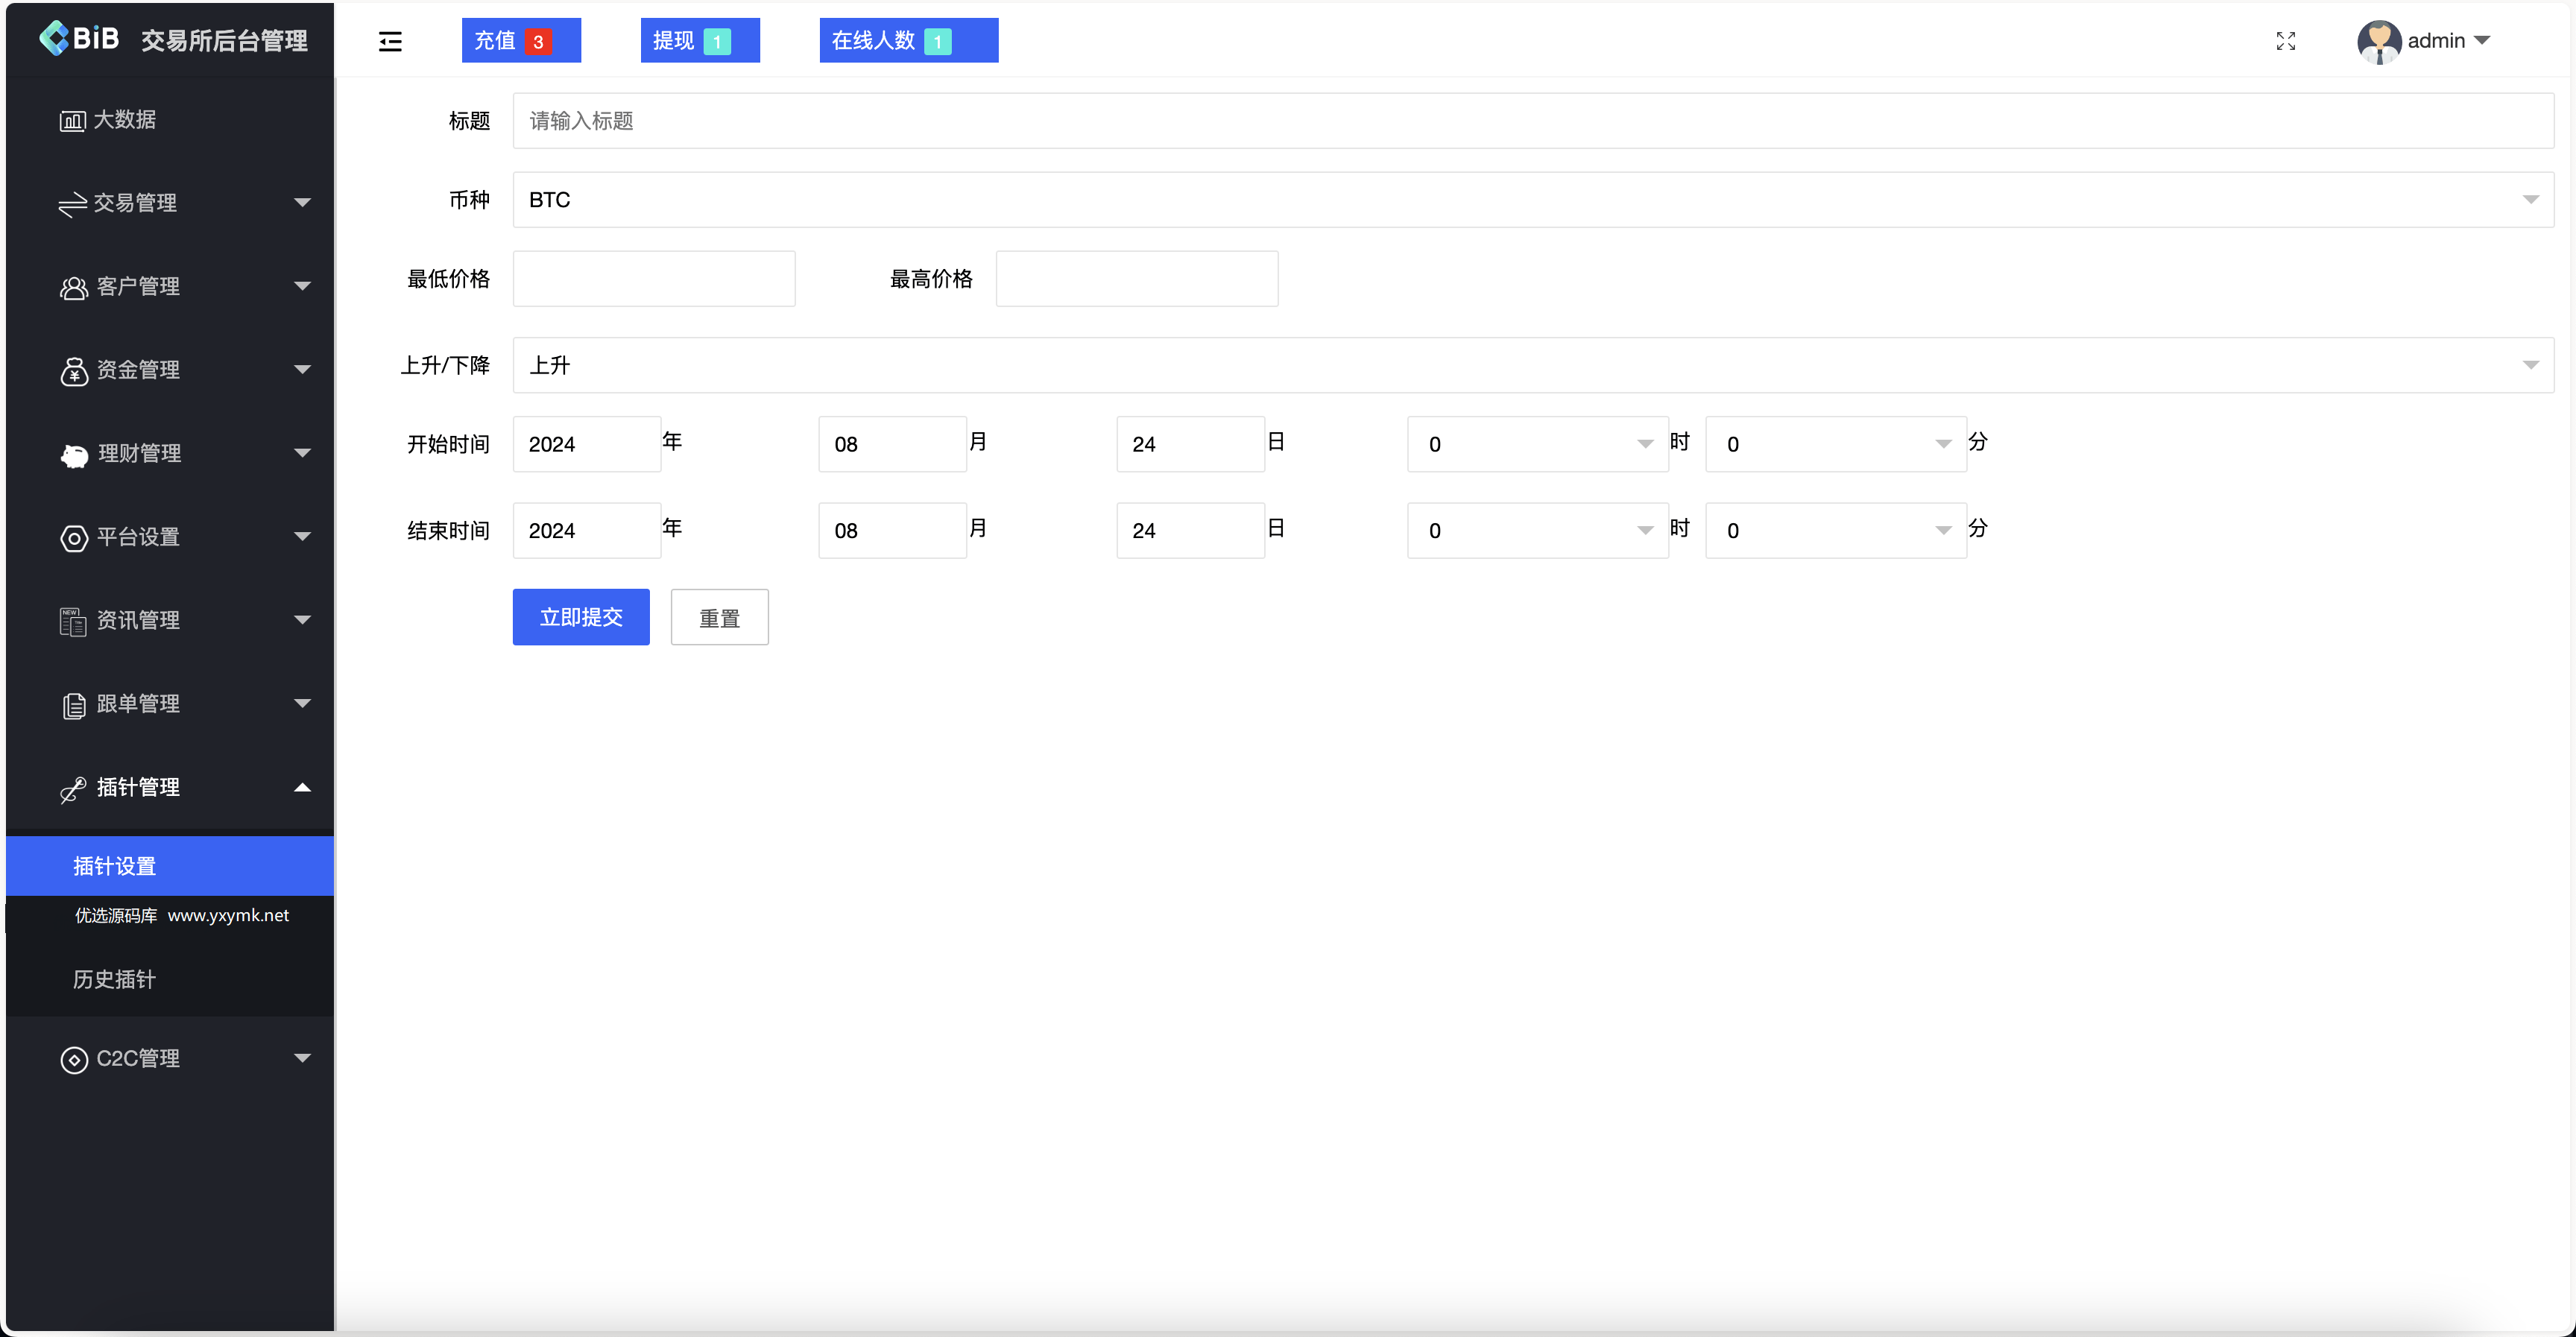 BiB 交易所后台管理
充值 3 提现 1 在线人数 1
admin
大数据
交易管理
客户管理
资金管理
理财管理
平台设置
NEW 资讯管理
跟单管理
插针管理
插针设置
优选源码库 www.yxymk.net
历史插针
C2C管理
标题 请输入标题
币种 BTC
最低价格 最高价格
上升/下降 上升
开始时间 2024 年 08 月 24 日 0 时 0 分
结束时间 2024 年 08 月 24 日 0 时 0 分
立即提交 重置